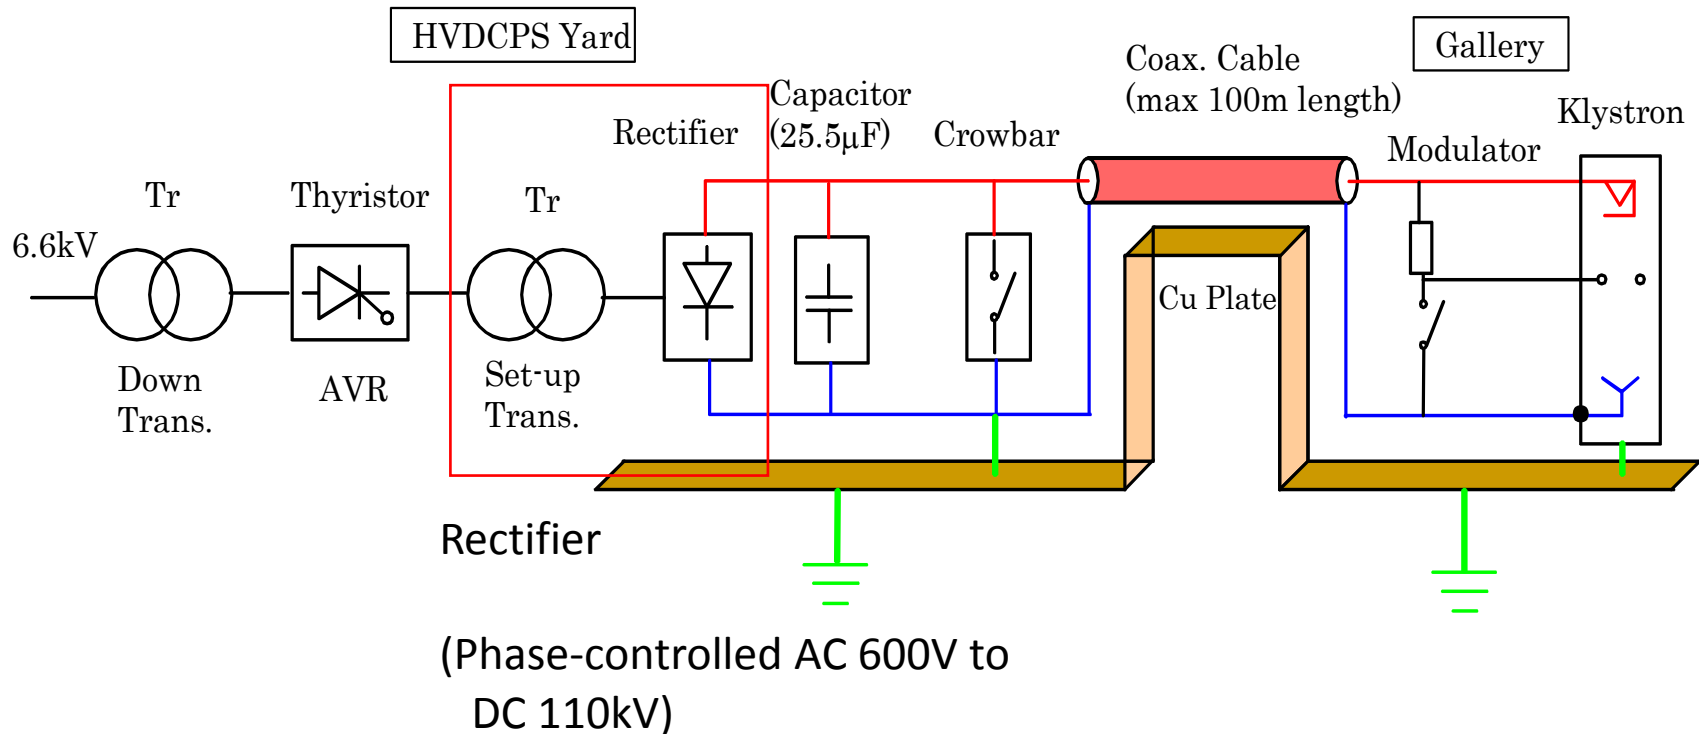 HVDCPS Yard
Gallery
Coax. Cable
(max 100m length)
Capacitor
(25.5μF)
Rectifier
Crowbar
Klystron
Modulator
Tr
Thyristor
Tr
6.6kV
Cu Plate
Down
Trans.
AVR
Set-up
Trans.
Rectifier
(Phase-controlled AC 600V to
DC 110kV)